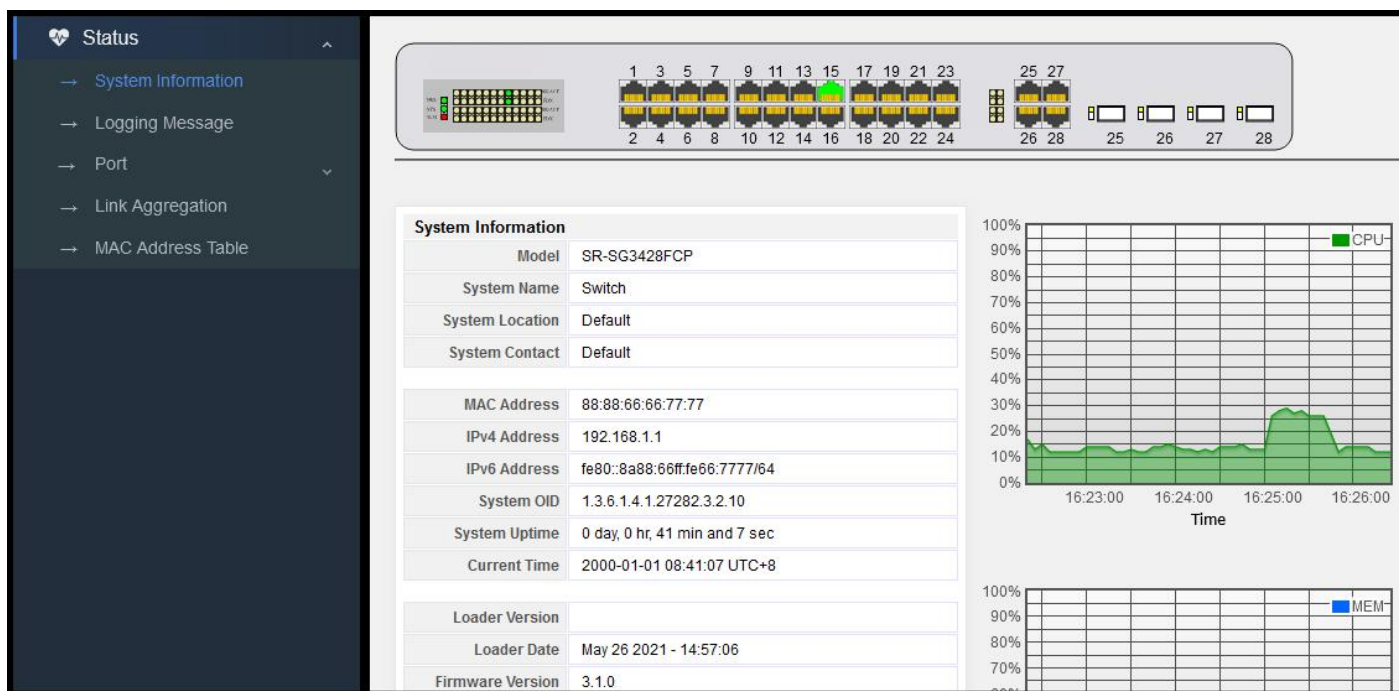 Status
System Information
Logging Message
Port
Link Aggregation
MAC Address Table
1 3 5 7 9 11 13 15 17 19 21 23 25 27
2 4 6 8 10 12 14 16 18 20 22 24 26 28 25 26 27 28
System Information
Model SR-SG3428FCP
System Name Switch
System Location Default
System Contact Default
MAC Address 88:88:66:66:77:77
IPv4 Address 192.168.1.1
IPv6 Address fe80::8a88:66ff:fe66:7777/64
System OID 1.3.6.1.4.1.27282.3.2.10
System Uptime 0 day, 0 hr, 41 min and 7 sec
Current Time 2000-01-01 08:41:07 UTC+8
Loader Version
Loader Date May 26 2021 - 14:57:06
Firmware Version 3.1.0
100%
CPU
90%
80%
70%
60%
50%
40%
30%
20%
10%
0%
16:23:00 16:24:00 16:25:00 16:26:00
Time
100%
MEM
90%
80%
70%